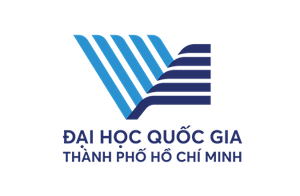 ĐẠI HỌC QUỐC GIA
THÀNH PHỐ HỒ CHÍ MINH